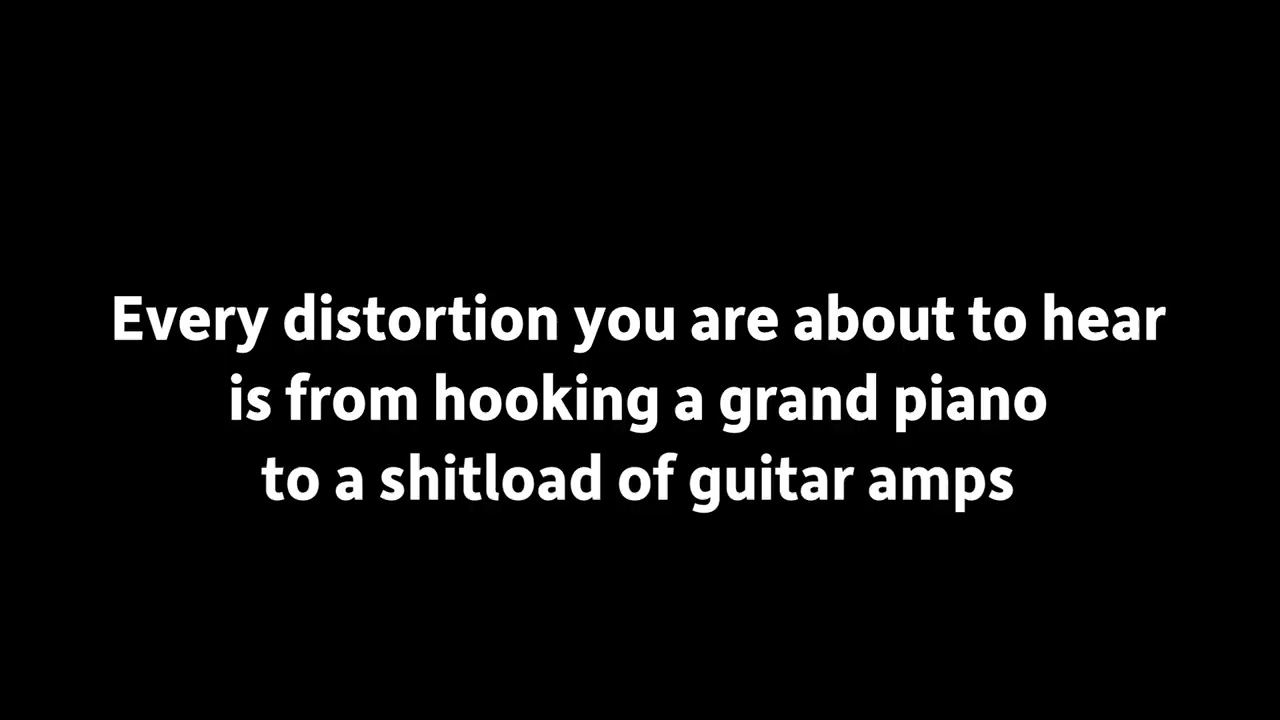 Every distortion you are about to hear
is from hooking a grand piano
to a shitload of guitar amps